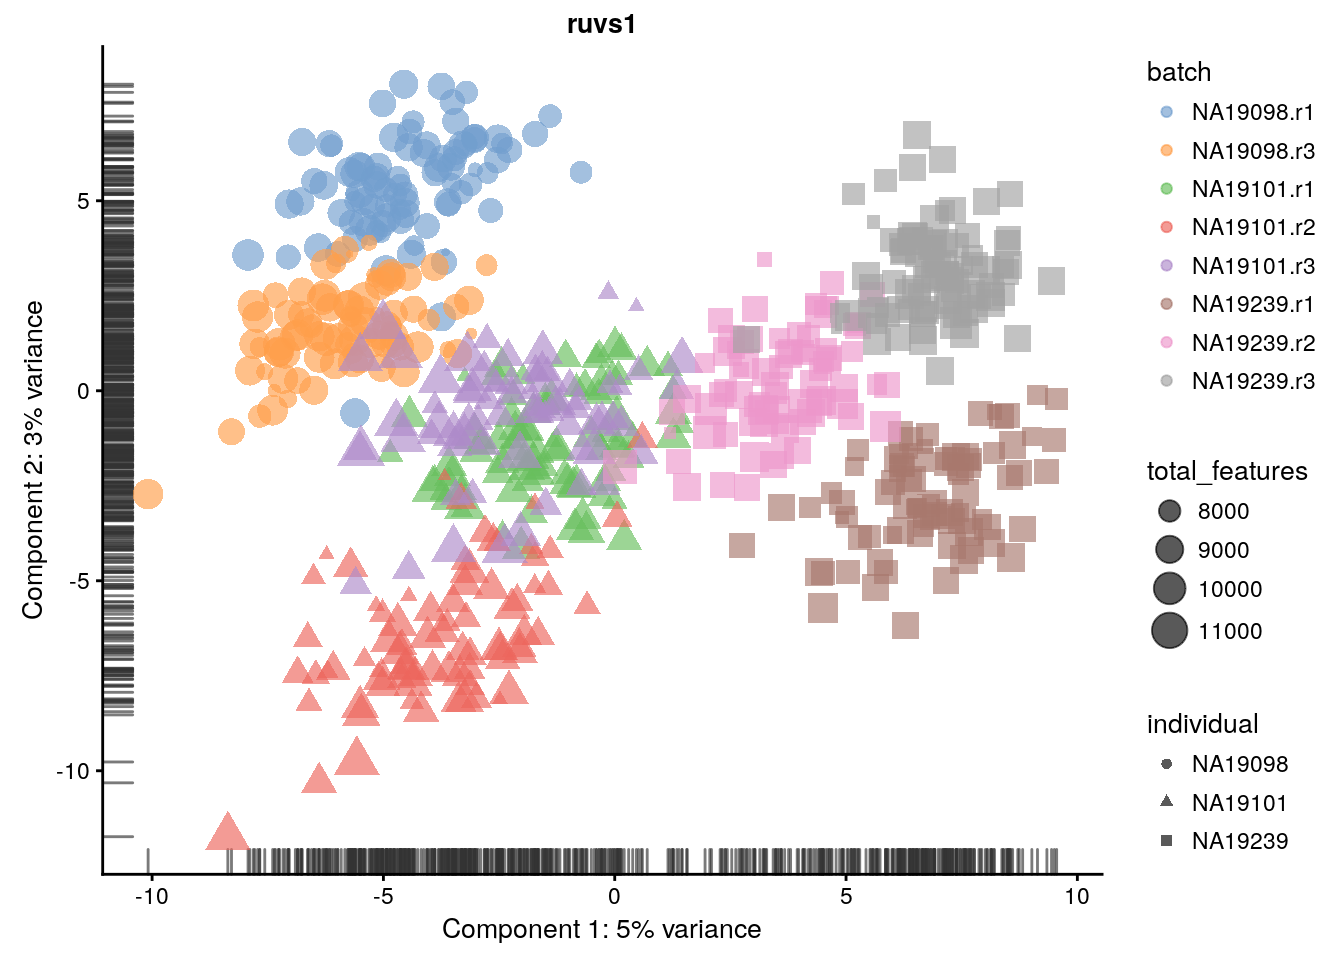 ruvs1
Component 2: 3% variance
5
0
-5
-10
-10
-5
0
5
10
Component 1: 5% variance
batch
NA19098.r1
NA19098.r3
NA19101.r1
NA19101.r2
NA19101.r3
NA19239.r1
NA19239.r2
NA19239.r3
total_features
8000
9000
10000
11000
individual
NA19098
NA19101
NA19239